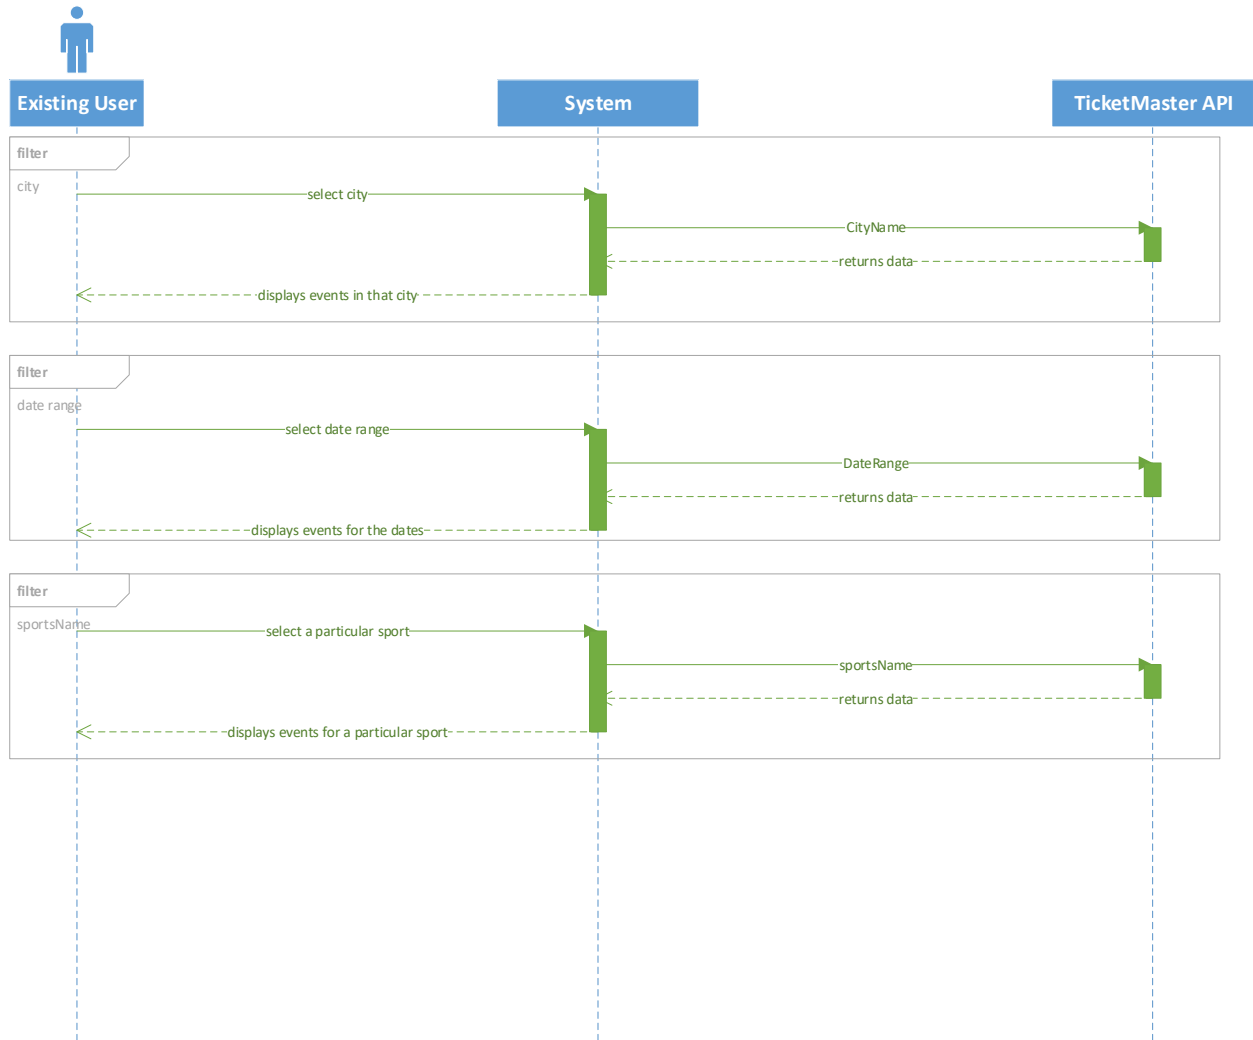 Existing User
System
TicketMaster API
filter
city
select city
CityName
returns data
displays events in that city
filter
date range
select date range
DateRange
returns data
displays events for the dates
filter
sportsName
select a particular sport
sportsName
returns data
displays events for a particular sport